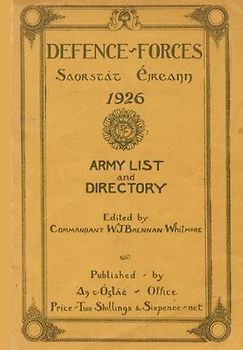 DEFENCE-FORCES
Saorstát Éireann
1926
ARMY LIST
and
DIRECTORY
Edited by
COMMANDANT W.J. BRENNAN-WHITMORE
Published - by
An t-Óglác - Office
Price-Two Shillings & Sixpence-net